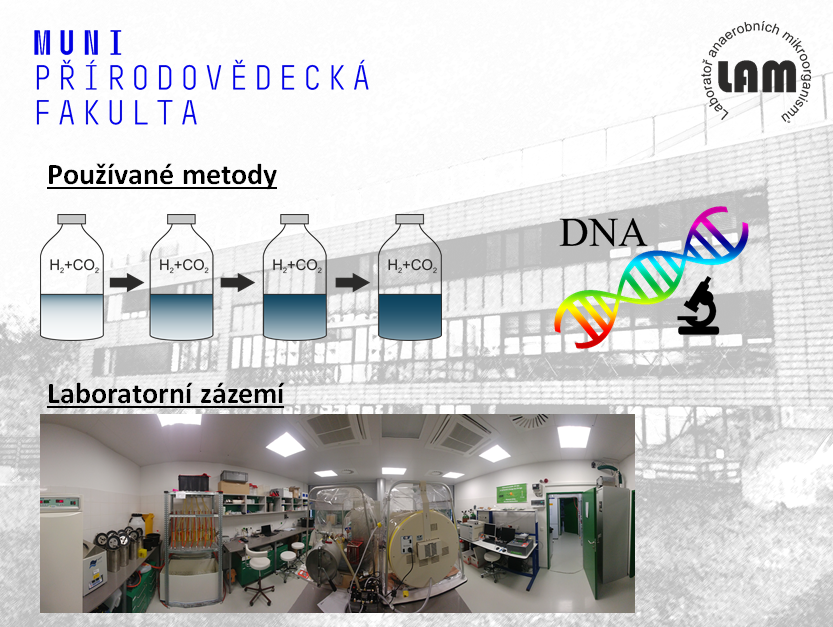 MUNI
PŘÍRODOVĚDECKÁ
FAKULTA
Laboratoř anaerobních mikroorganismů
LAM
Používané metody
H₂+CO₂
H₂+CO₂
H₂+CO₂
H₂+CO₂
DNA
Laboratorní zázemí